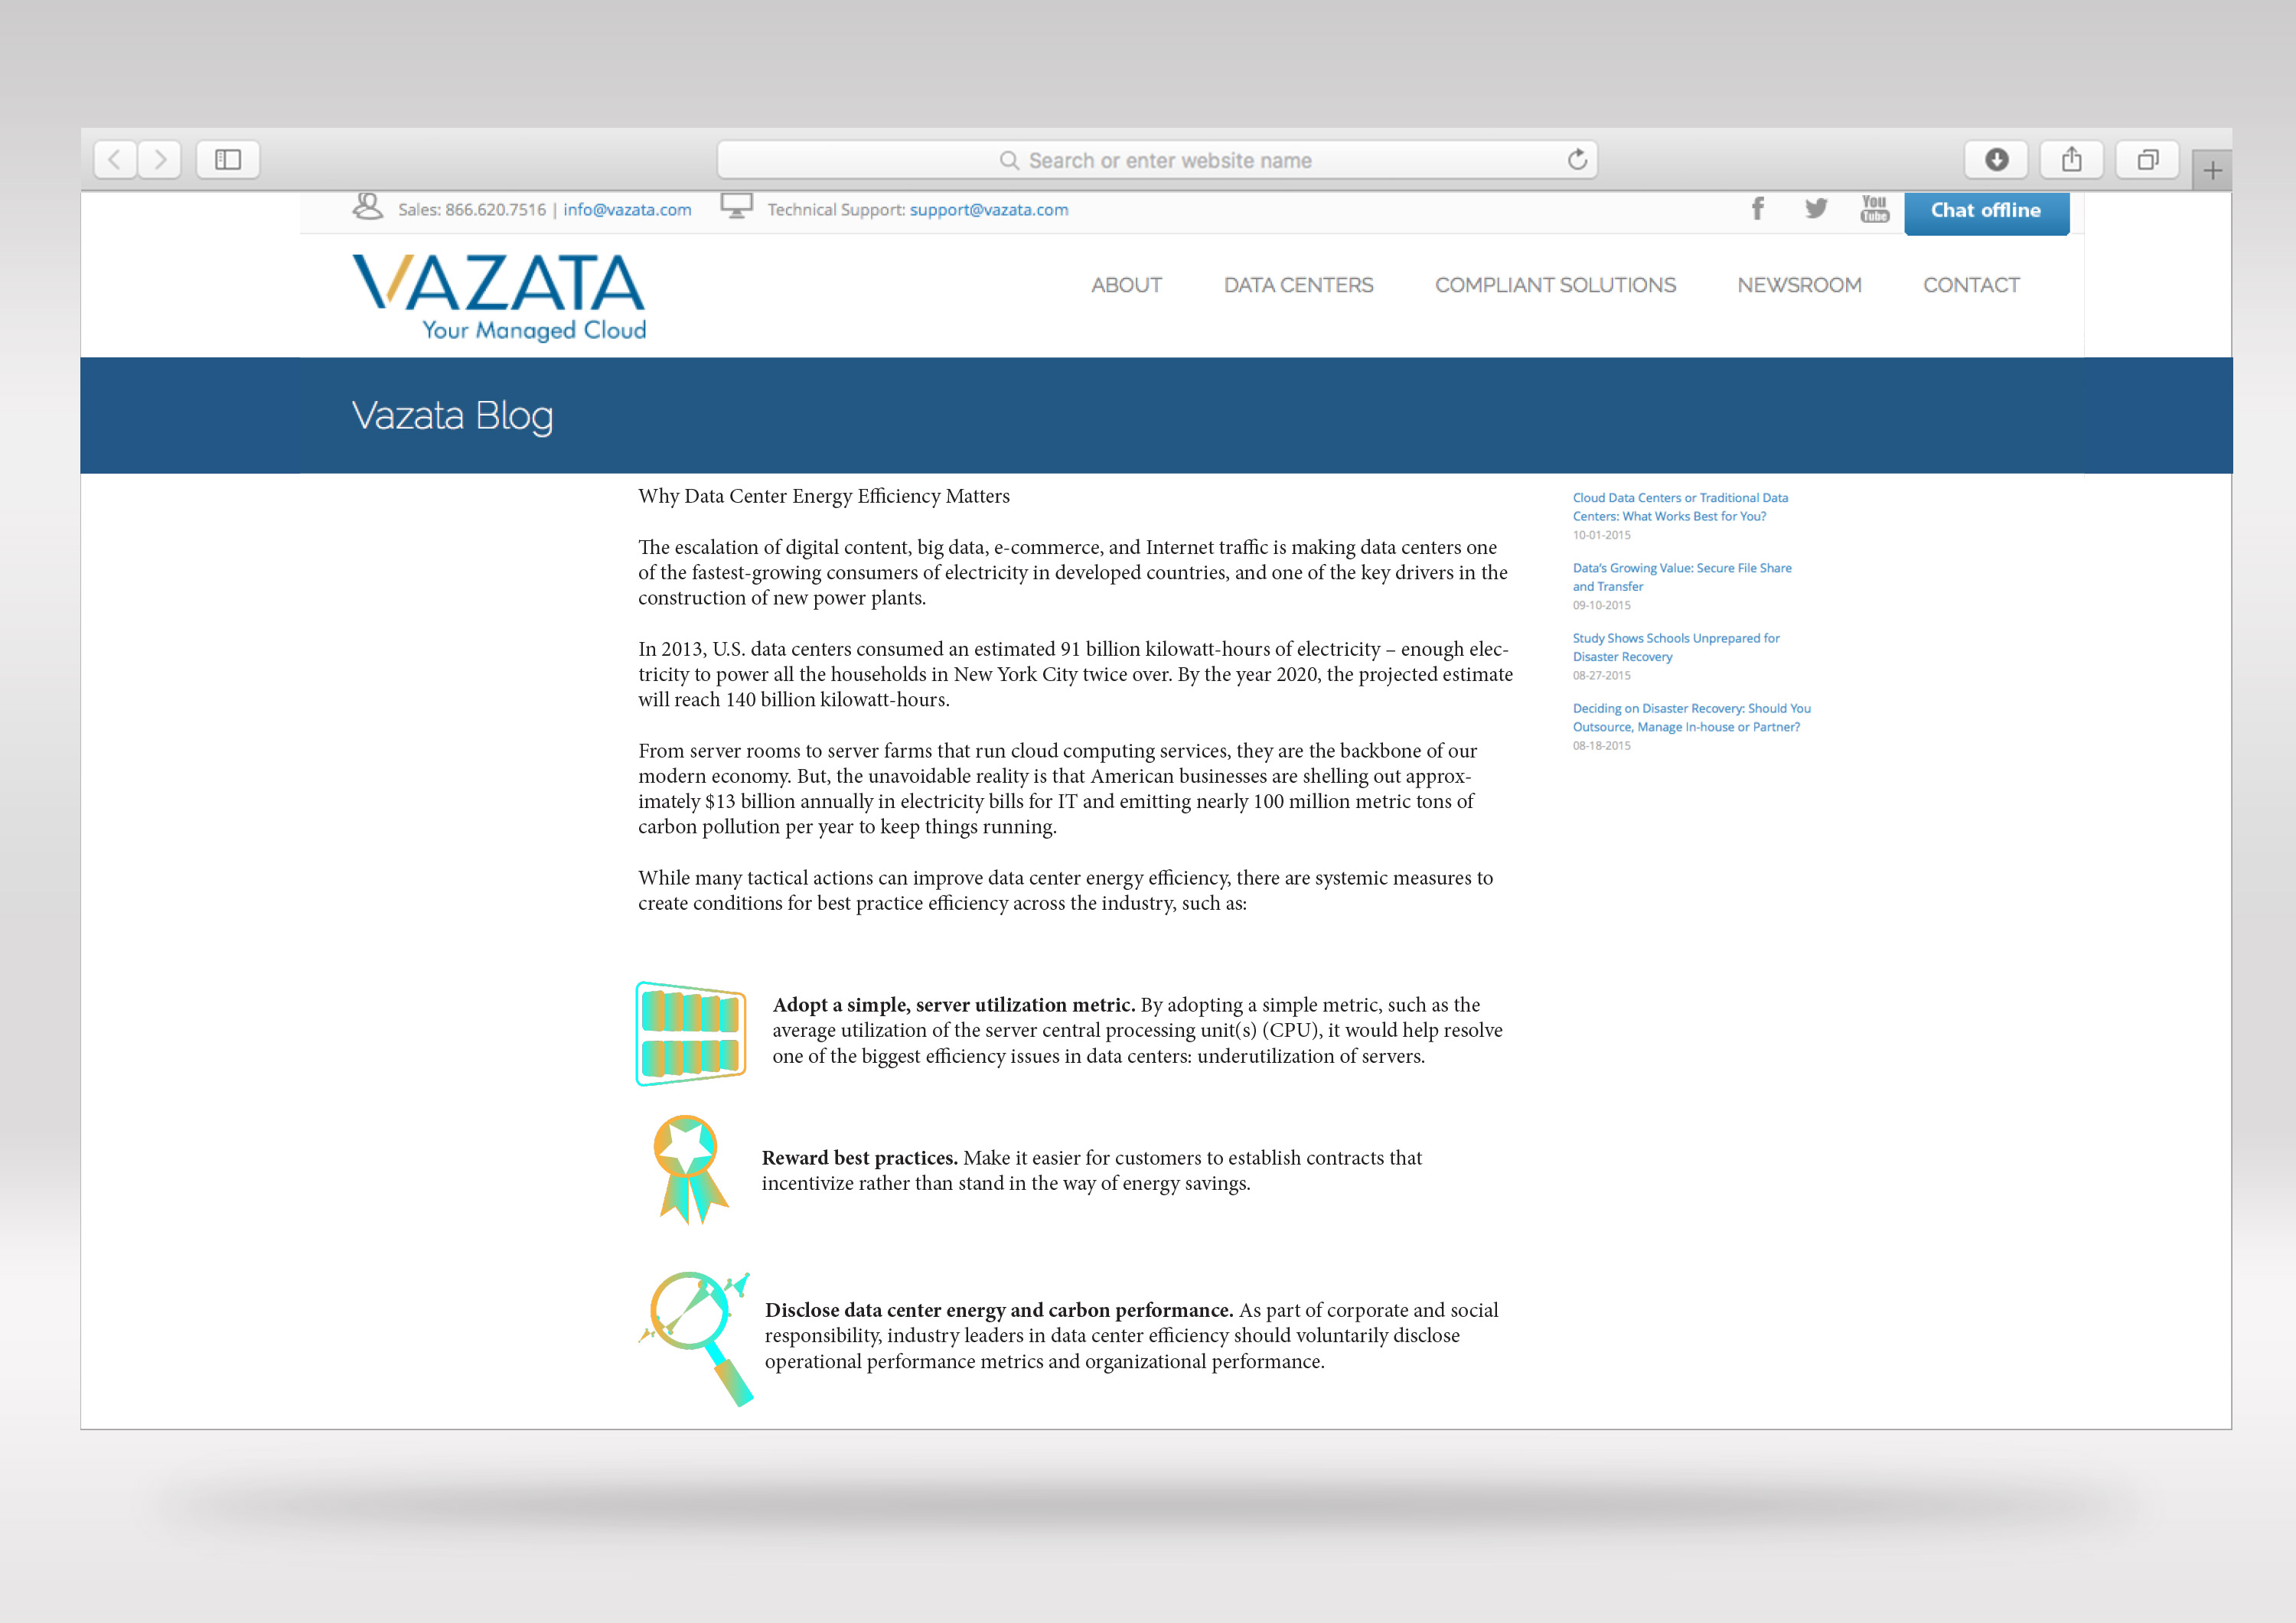 Search or enter website name
Sales: 866.620.7516 | info@vazata.com
Technical Support: support@vazata.com
You
Tube
Chat offline
VAZATA
Your Managed Cloud
ABOUT
DATA CENTERS
COMPLIANT SOLUTIONS
NEWSROOM
CONTACT
Vazata Blog
Why Data Center Energy Efficiency Matters
The escalation of digital content, big data, e-commerce, and Internet traffic is making data centers one
of the fastest-growing consumers of electricity in developed countries, and one of the key drivers in the
construction of new power plants.
In 2013, U.S. data centers consumed an estimated 91 billion kilowatt-hours of electricity – enough elec-
tricity to power all the households in New York City twice over. By the year 2020, the projected estimate
will reach 140 billion kilowatt-hours.
From server rooms to server farms that run cloud computing services, they are the backbone of our
modern economy. But, the unavoidable reality is that American businesses are shelling out approx-
imately $13 billion annually in electricity bills for IT and emitting nearly 100 million metric tons of
carbon pollution per year to keep things running.
While many tactical actions can improve data center energy efficiency, there are systemic measures to
create conditions for best practice efficiency across the industry, such as:
Adopt a simple, server utilization metric. By adopting a simple metric, such as the
average utilization of the server central processing unit(s) (CPU), it would help resolve
one of the biggest efficiency issues in data centers: underutilization of servers.
Reward best practices. Make it easier for customers to establish contracts that
incentivize rather than stand in the way of energy savings.
Disclose data center energy and carbon performance. As part of corporate and social
responsibility, industry leaders in data center efficiency should voluntarily disclose
operational performance metrics and organizational performance.
Cloud Data Centers or Traditional Data
Centers: What Works Best for You?
10-01-2015
Data's Growing Value: Secure File Share
and Transfer
09-10-2015
Study Shows Schools Unprepared for
Disaster Recovery
08-27-2015
Deciding on Disaster Recovery: Should You
Outsource, Manage In-house or Partner?
08-18-2015